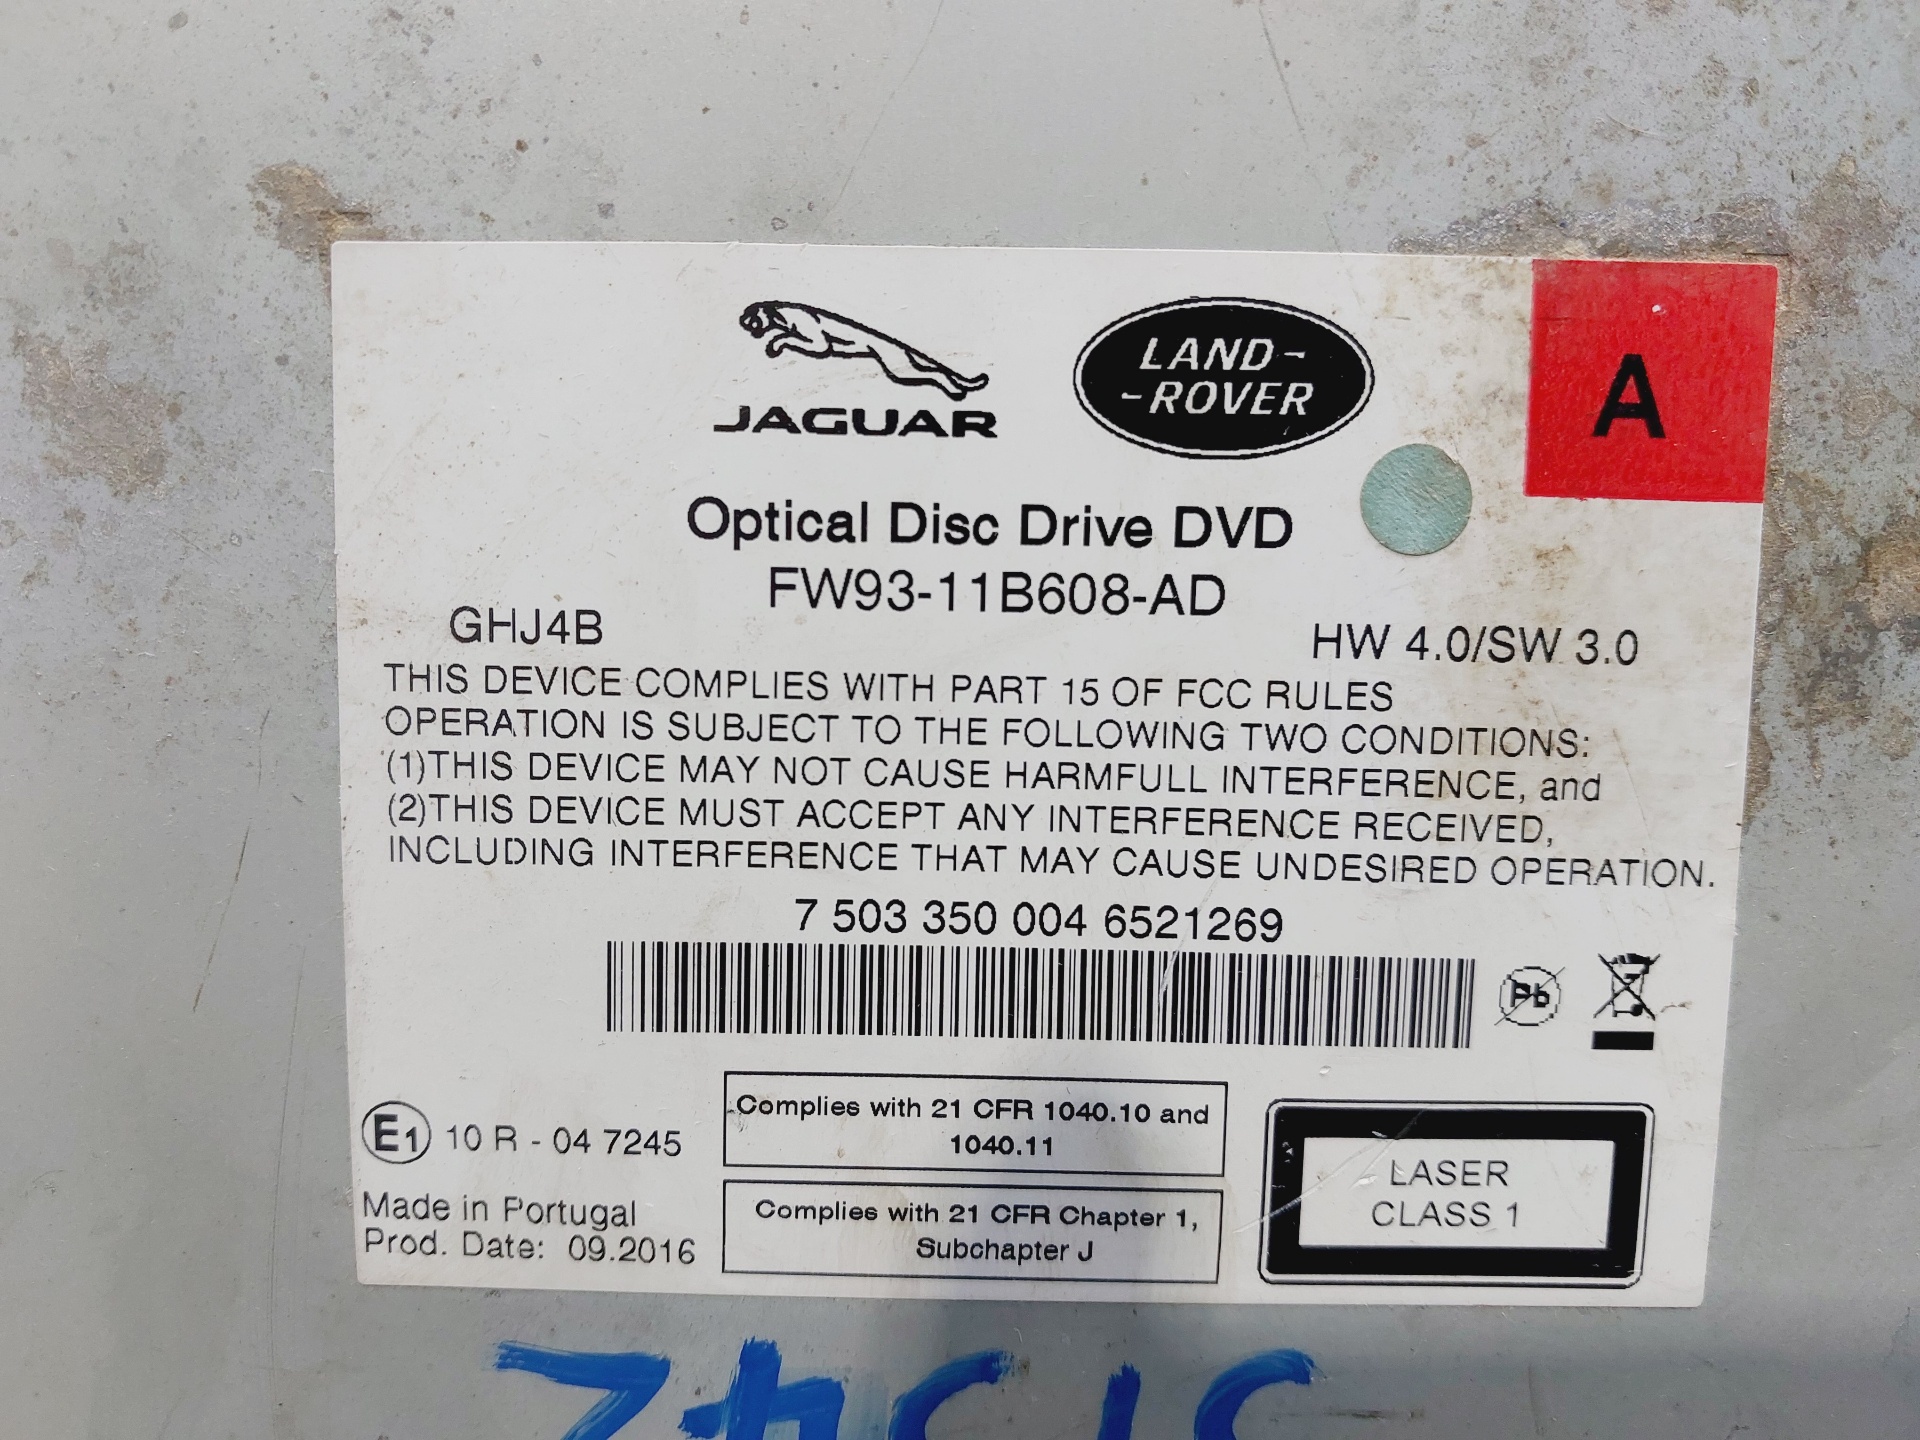 JAGUAR
LAND-
-ROVER
A
Optical Disc Drive DVD
FW93-11B608-AD
GHJ4B
HW 4.0/SW 3.0
THIS DEVICE COMPLIES WITH PART 15 OF FCC RULES
OPERATION IS SUBJECT TO THE FOLLOWING TWO CONDITIONS:
(1)THIS DEVICE MAY NOT CAUSE HARMFULL INTERFERENCE, and
(2)THIS DEVICE MUST ACCEPT ANY INTERFERENCE RECEIVED,
INCLUDING INTERFERENCE THAT MAY CAUSE UNDESIRED OPERATION.
7 503 350 004 6521269
Pb
E1 10 R - 04 7245
Made in Portugal
Prod. Date: 09.2016
Complies with 21 CFR 1040.10 and
1040.11
Complies with 21 CFR Chapter 1,
Subchapter J
LASER
CLASS 1